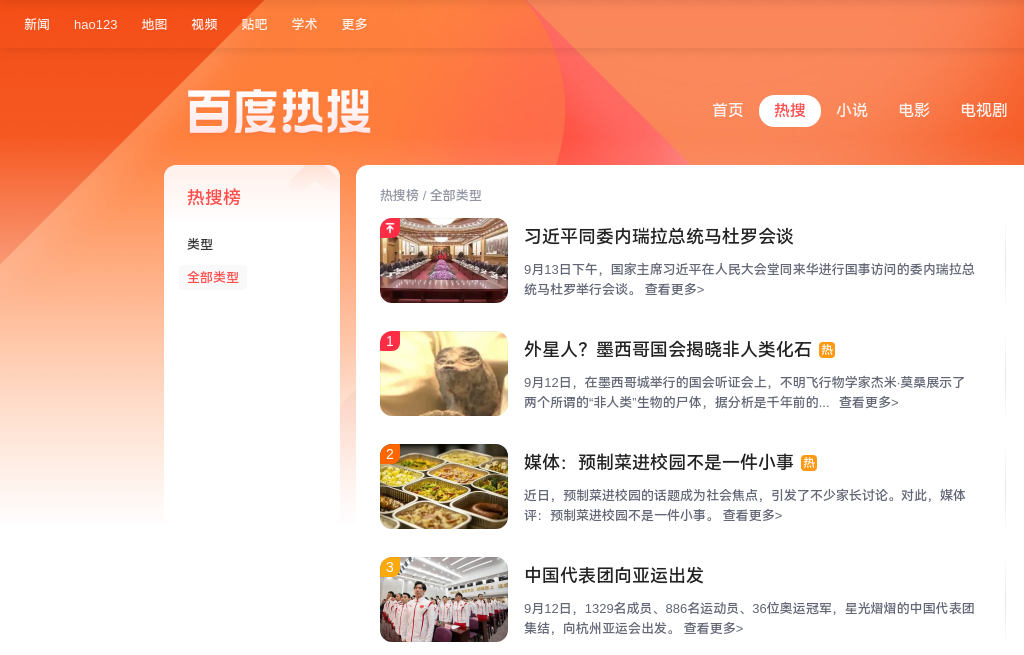 新闻 hao123 地图 视频 贴吧 学术 更多
百度热搜
首页 热搜 小说 电影 电视剧
热搜榜
类型
全部类型
热搜榜 / 全部类型
习近平同委内瑞拉总统马杜罗会谈
9月13日下午，国家主席习近平在人民大会堂同来华进行国事访问的委内瑞拉总
统马杜罗举行会谈。 查看更多>
1
外星人？墨西哥国会揭晓非人类化石 热
9月12日，在墨西哥城举行的国会听证会上，不明飞行物学家杰米·莫桑展示了
两个所谓的“非人类”生物的尸体，据分析是千年前的... 查看更多>
2
媒体：预制菜进校园不是一件小事 热
近日，预制菜进校园的话题成为社会焦点，引发了不少家长讨论。对此，媒体
评：预制菜进校园不是一件小事。 查看更多>
3
中国代表团向亚运出发
9月12日，1329名成员、886名运动员、36位奥运冠军，星光熠熠的中国代表团
集结，向杭州亚运会出发。 查看更多>